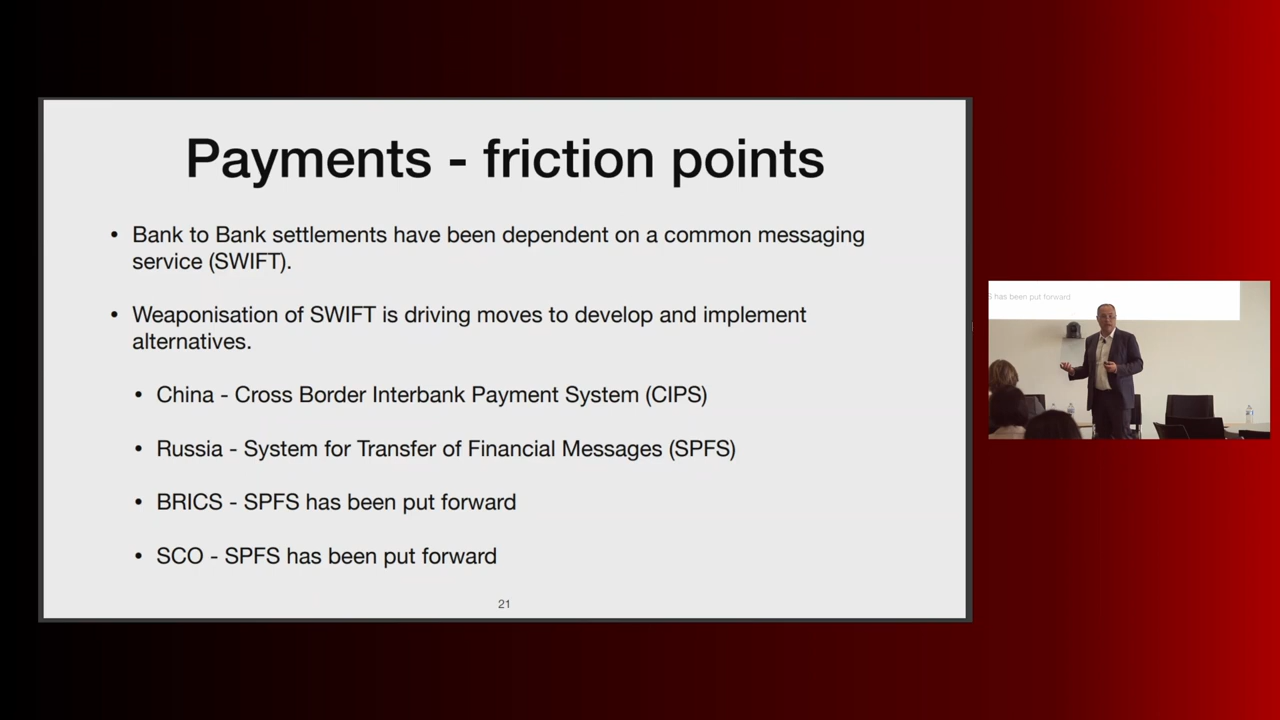 Payments - friction points
• Bank to Bank settlements have been dependent on a common messaging
service (SWIFT).
• Weaponisation of SWIFT is driving moves to develop and implement
alternatives.
• China - Cross Border Interbank Payment System (CIPS)
• Russia - System for Transfer of Financial Messages (SPFS)
• BRICS - SPFS has been put forward
• SCO - SPFS has been put forward
21
S has been put forward